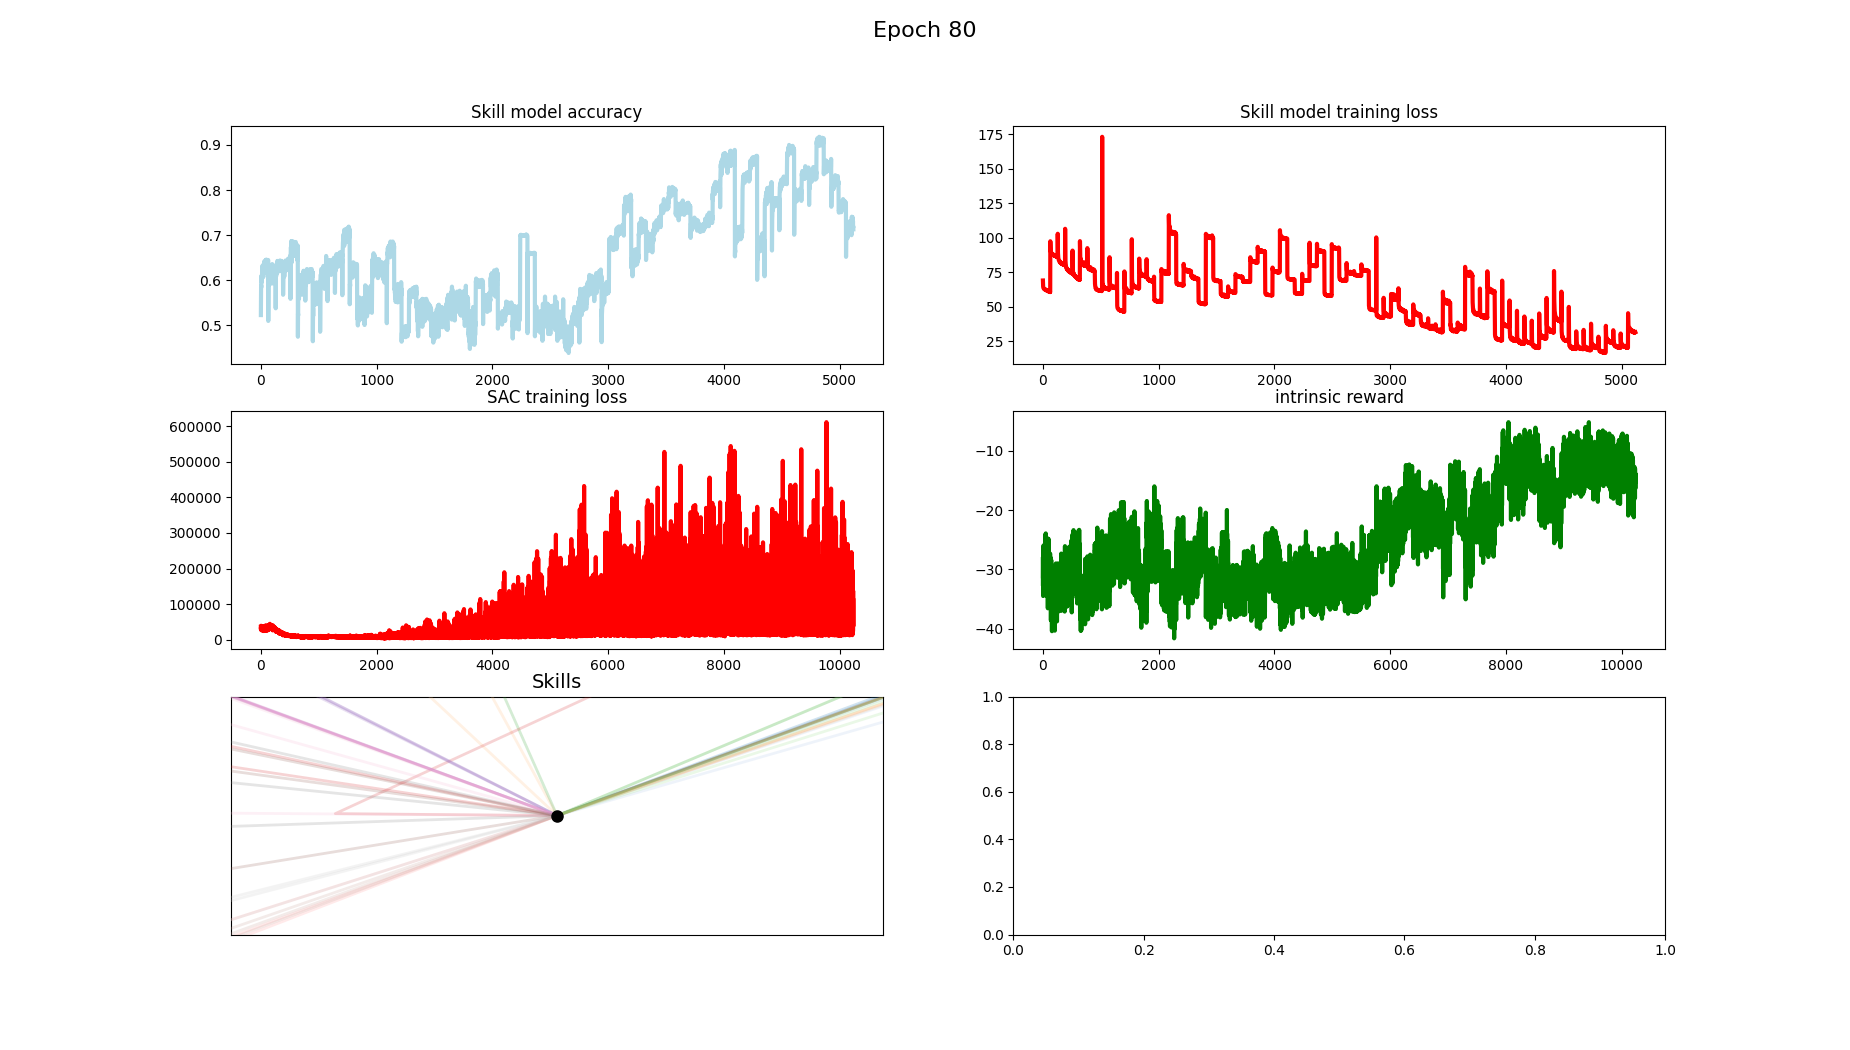 Epoch 80
Skill model accuracy
0.9
0.8
0.7
0.6
0.5
0 1000 2000 3000 4000 5000
Skill model training loss
175
150
125
100
75
50
25
0 1000 2000 3000 4000 5000
SAC training loss
600000
500000
400000
300000
200000
100000
0
0 2000 4000 6000 8000 10000
intrinsic reward
−10
−20
−30
−40
0 2000 4000 6000 8000 10000
Skills
1.0
0.8
0.6
0.4
0.2
0.0
0.0 0.2 0.4 0.6 0.8 1.0